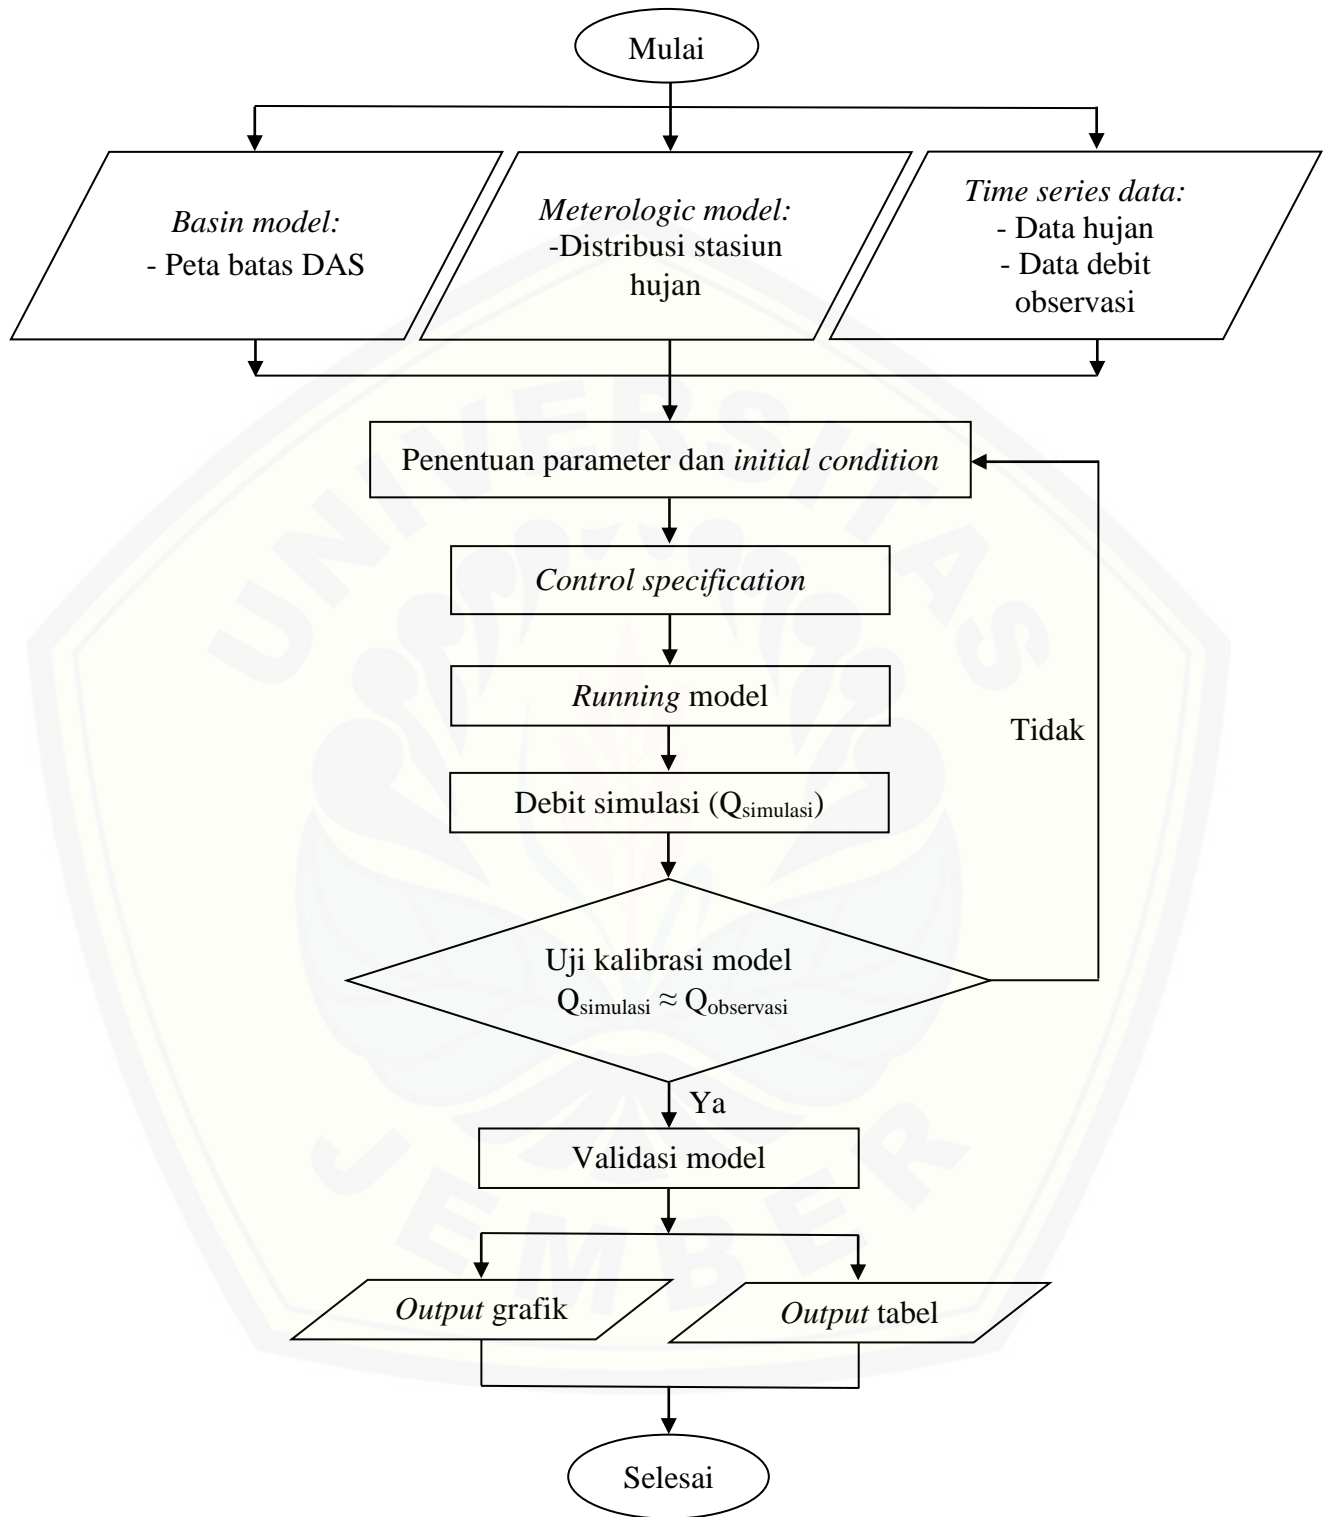 Mulai
Basin model:
- Peta batas DAS
Meterologic model:
-Distribusi stasiun
hujan
Time series data:
- Data hujan
- Data debit
observasi
Penentuan parameter dan initial condition
Control specification
Running model
Tidak
Debit simulasi (Qsimulasi)
Uji kalibrasi model
Qsimulasi ≈ Qobservasi
Ya
Validasi model
Output grafik
Output tabel
Selesai
UNIVERSITAS
JEMBER